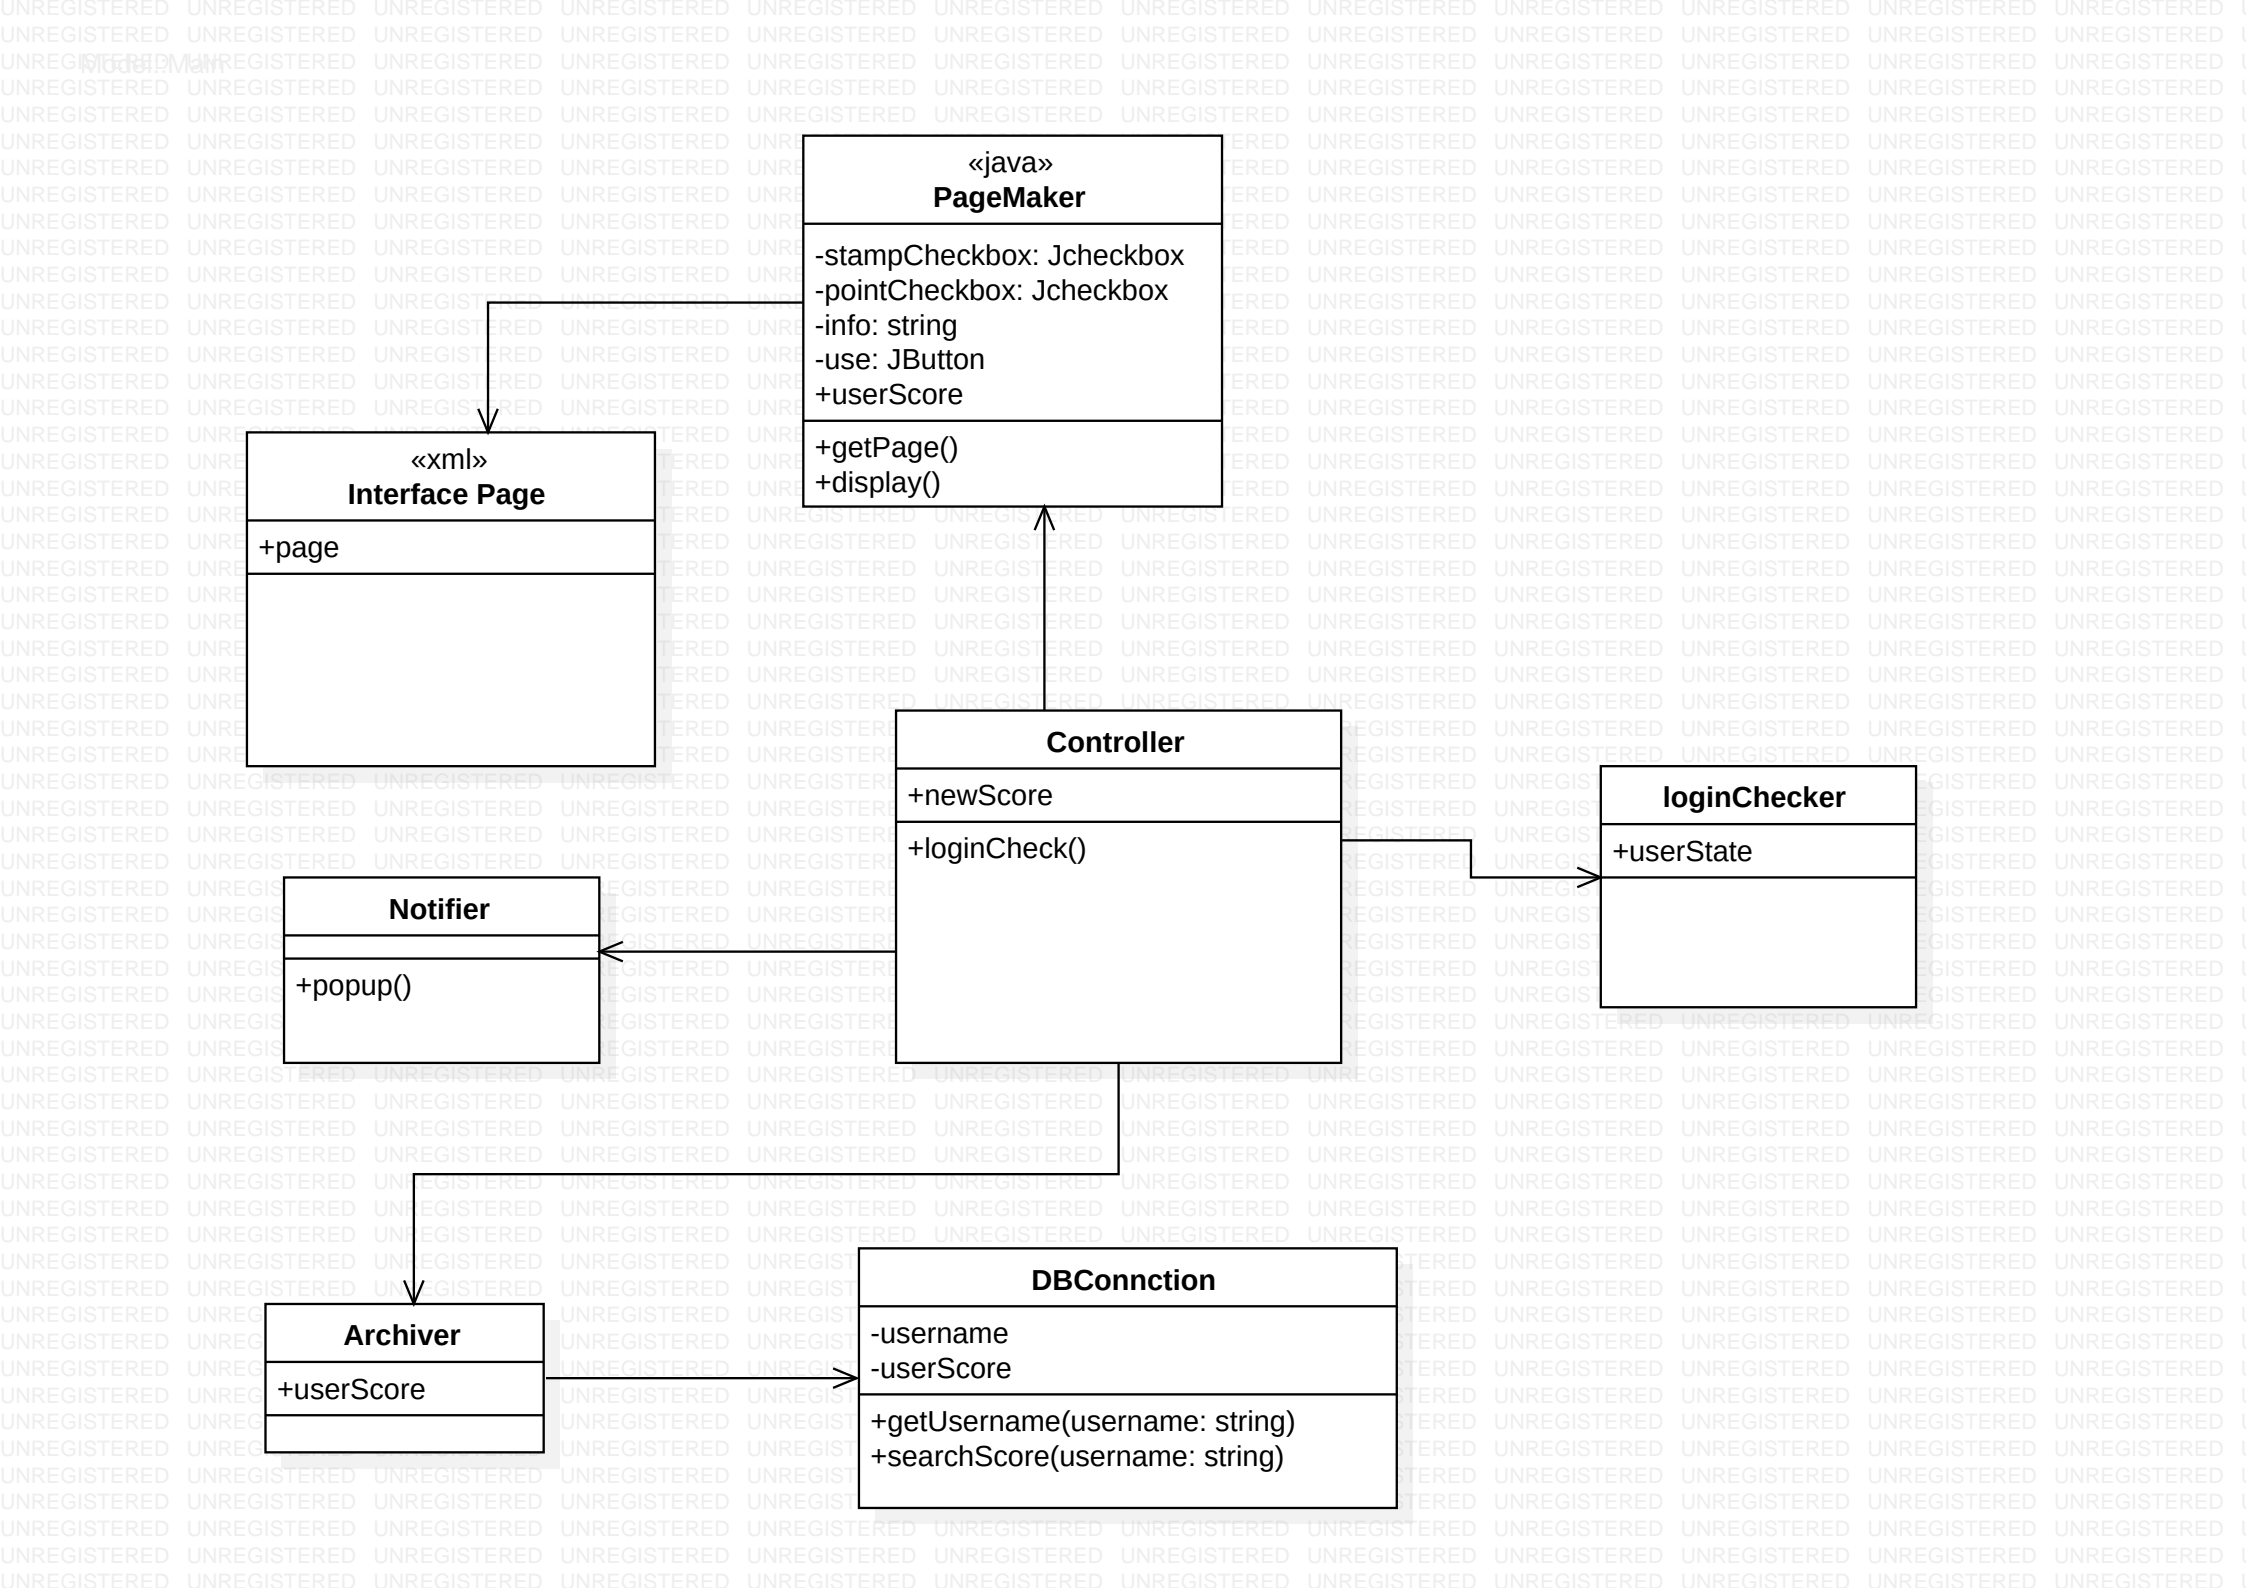 Model::Main
«java»
PageMaker
-stampCheckbox: Jcheckbox
-pointCheckbox: Jcheckbox
-info: string
-use: JButton
+userScore
+getPage()
+display()
«xml»
Interface Page
+page
Controller
+newScore
+loginCheck()
loginChecker
+userState
Notifier
+popup()
Archiver
+userScore
DBConnction
-username
-userScore
+getUsername(username: string)
+searchScore(username: string)
UNREGISTERED